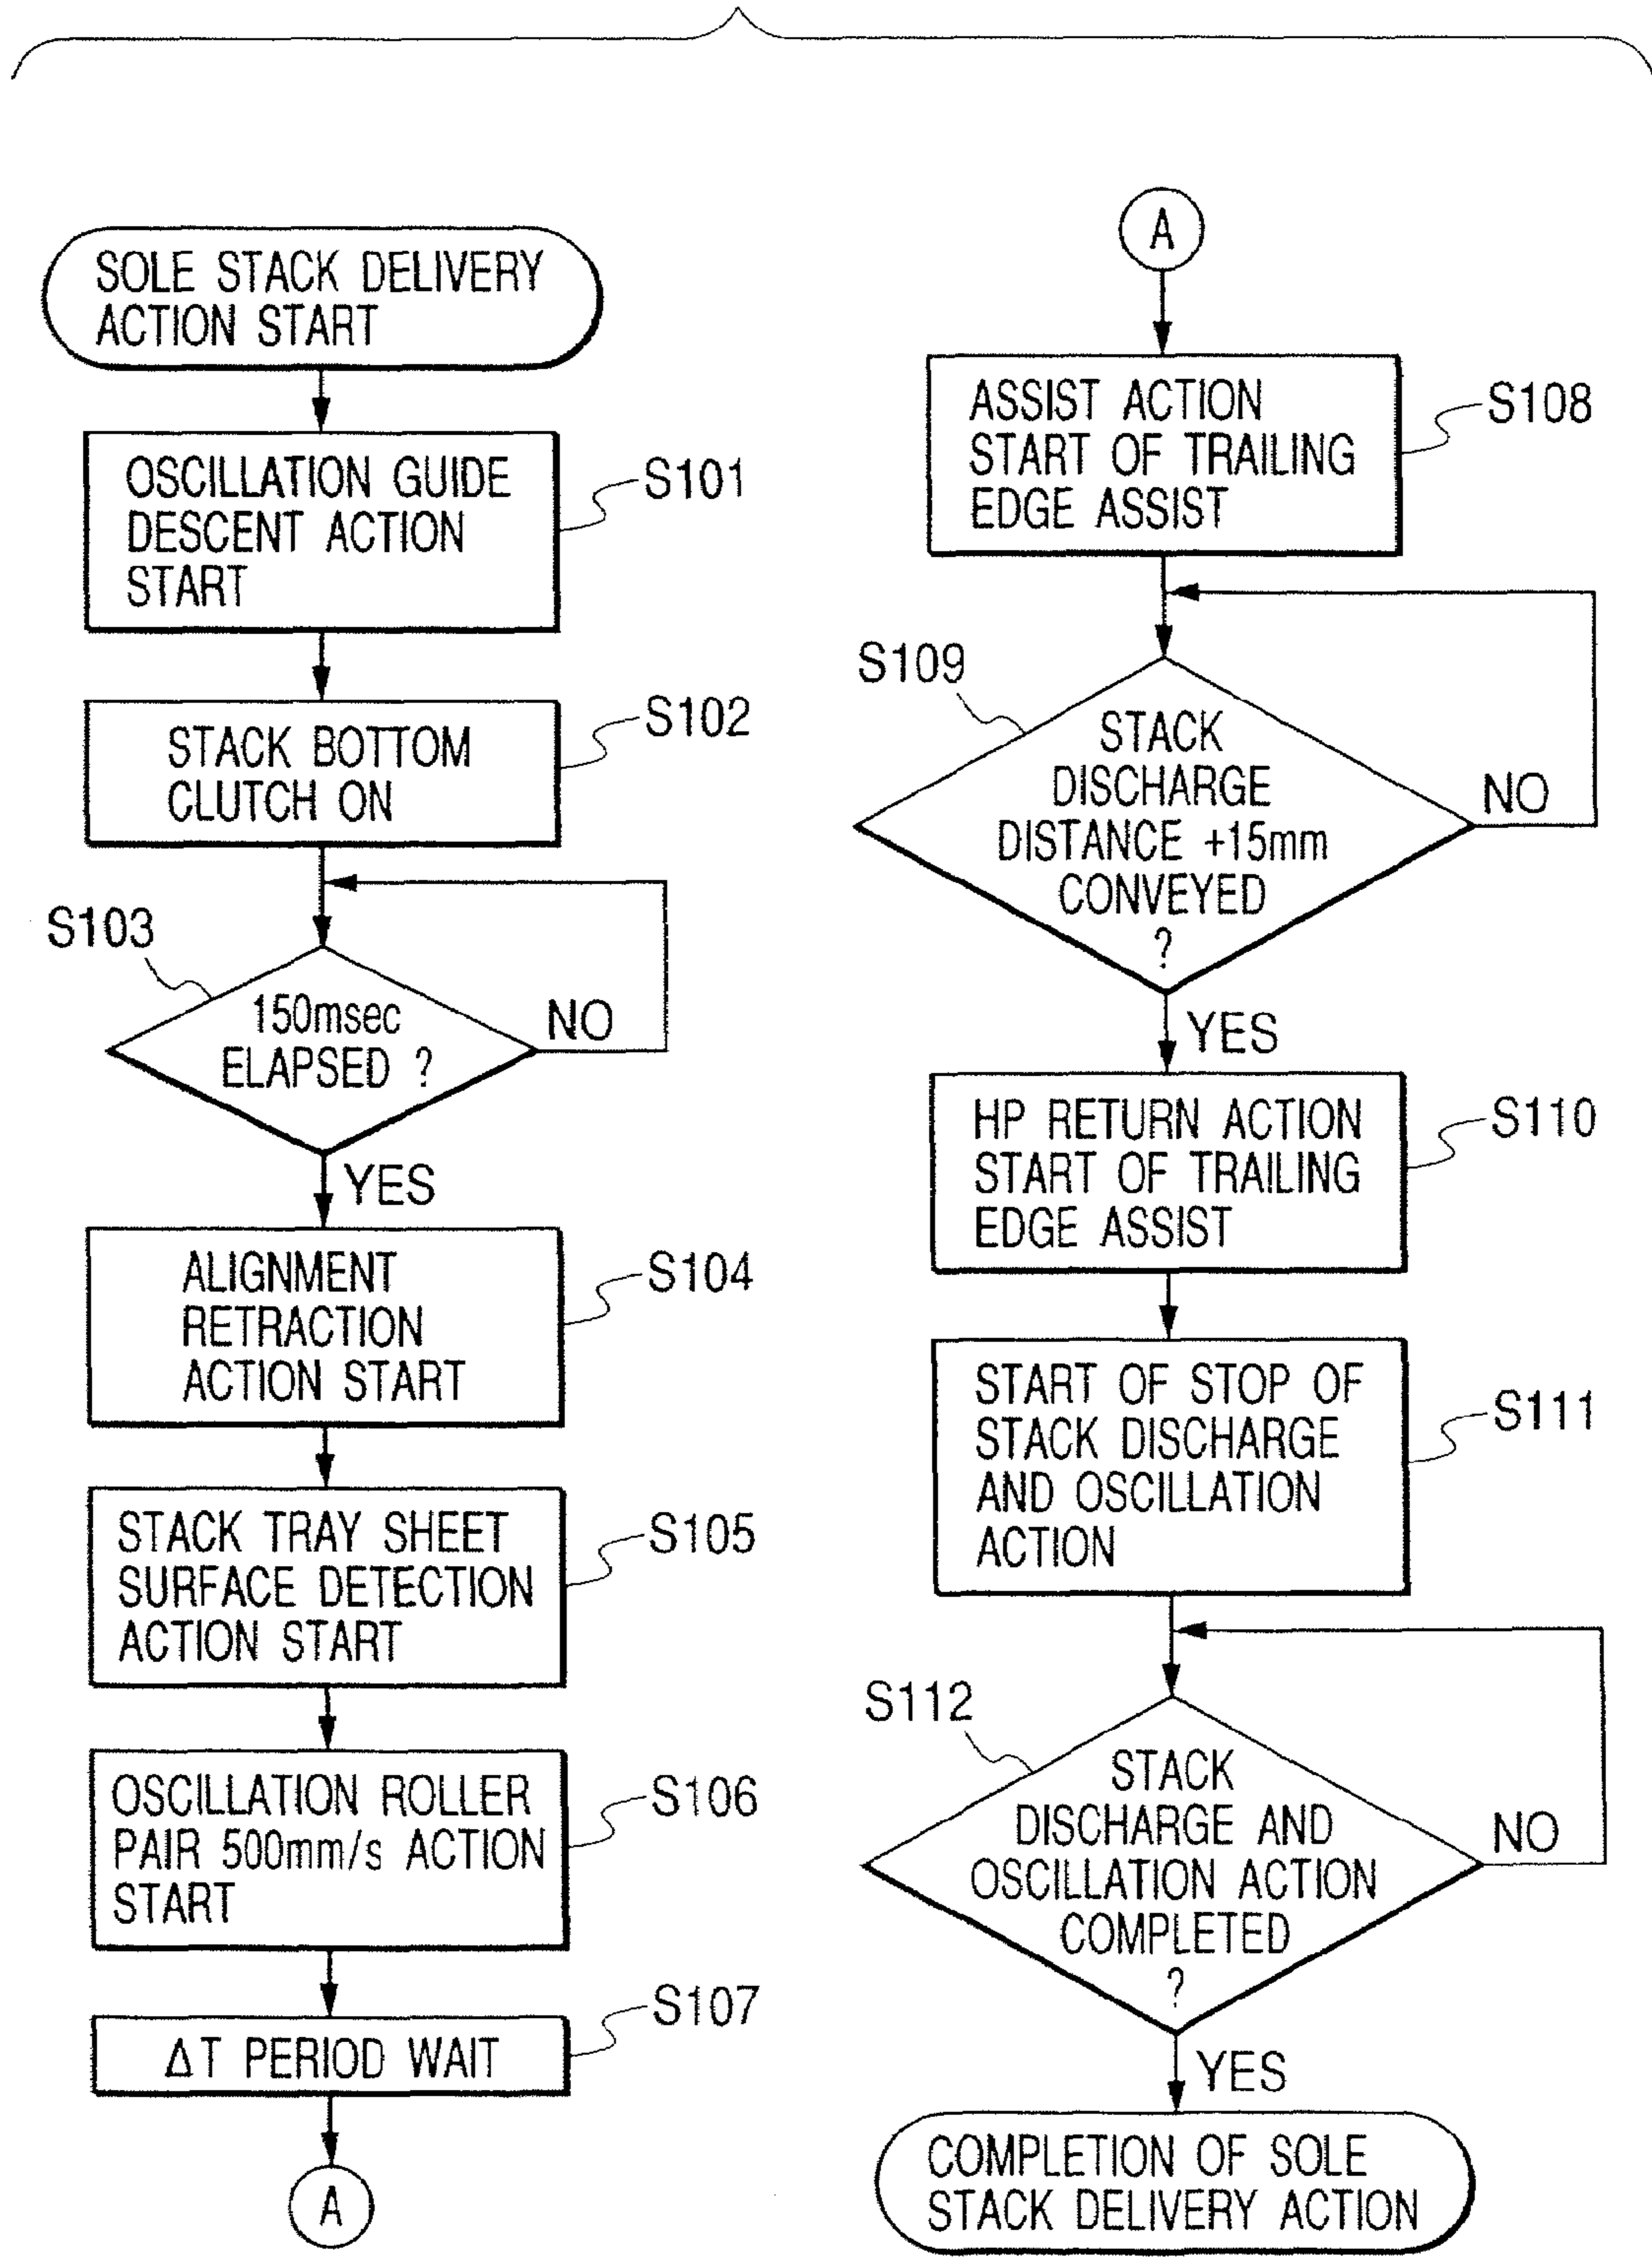 SOLE STACK DELIVERY
ACTION START
OSCILLATION GUIDE
DESCENT ACTION
START
S101
STACK BOTTOM
CLUTCH ON
S102
S103
150msec
ELAPSED ?
NO
YES
ALIGNMENT
RETRACTION
ACTION START
S104
STACK TRAY SHEET
SURFACE DETECTION
ACTION START
S105
OSCILLATION ROLLER
PAIR 500mm/s ACTION
START
S106
ΔT PERIOD WAIT
S107
A
A
ASSIST ACTION
START OF TRAILING
EDGE ASSIST
S108
S109
STACK
DISCHARGE
DISTANCE +15mm
CONVEYED
?
NO
YES
HP RETURN ACTION
START OF TRAILING
EDGE ASSIST
S110
START OF STOP OF
STACK DISCHARGE
AND OSCILLATION
ACTION
S111
S112
STACK
DISCHARGE AND
OSCILLATION ACTION
COMPLETED
?
NO
YES
COMPLETION OF SOLE
STACK DELIVERY ACTION